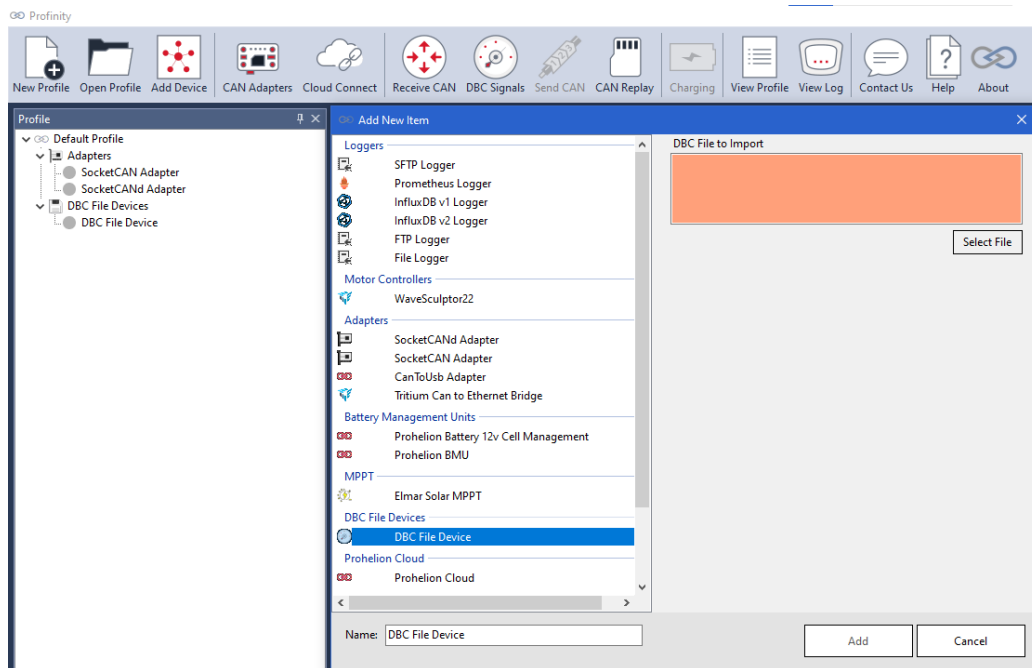 Profinity
New Profile Open Profile Add Device CAN Adapters Cloud Connect Receive CAN DBC Signals Send CAN CAN Replay Charging View Profile View Log Contact Us Help About
Profile
Default Profile
Adapters
SocketCAN Adapter
SocketCANd Adapter
DBC File Devices
DBC File Device
Add New Item
Loggers
SFTP Logger
Prometheus Logger
InfluxDB v1 Logger
InfluxDB v2 Logger
FTP Logger
File Logger
Motor Controllers
WaveSculptor22
Adapters
SocketCANd Adapter
SocketCAN Adapter
CanToUsb Adapter
Tritium Can to Ethernet Bridge
Battery Management Units
Prohelion Battery 12v Cell Management
Prohelion BMU
MPPT
Elmar Solar MPPT
DBC File Devices
DBC File Device
Prohelion Cloud
Prohelion Cloud
DBC File to Import
Select File
Name: DBC File Device
Add Cancel